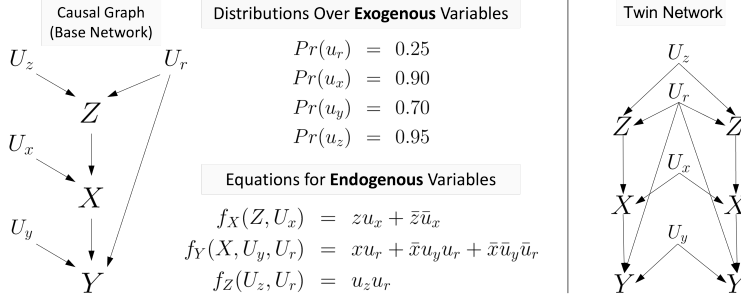 Causal Graph
(Base Network)
U_z
U_r
Z
U_x
X
U_y
Y
Distributions Over Exogenous Variables
Pr(u_r) = 0.25
Pr(u_x) = 0.90
Pr(u_y) = 0.70
Pr(u_z) = 0.95
Equations for Endogenous Variables
f_X(Z, U_x) = zu_x + z̄ū_x
f_Y(X, U_y, U_r) = xu_r + x̄u_yu_r + x̄ū_yū_r
f_Z(U_z, U_r) = u_zu_r
Twin Network
U_z
U_r
Z Z
U_x
X X
U_y
Y Y